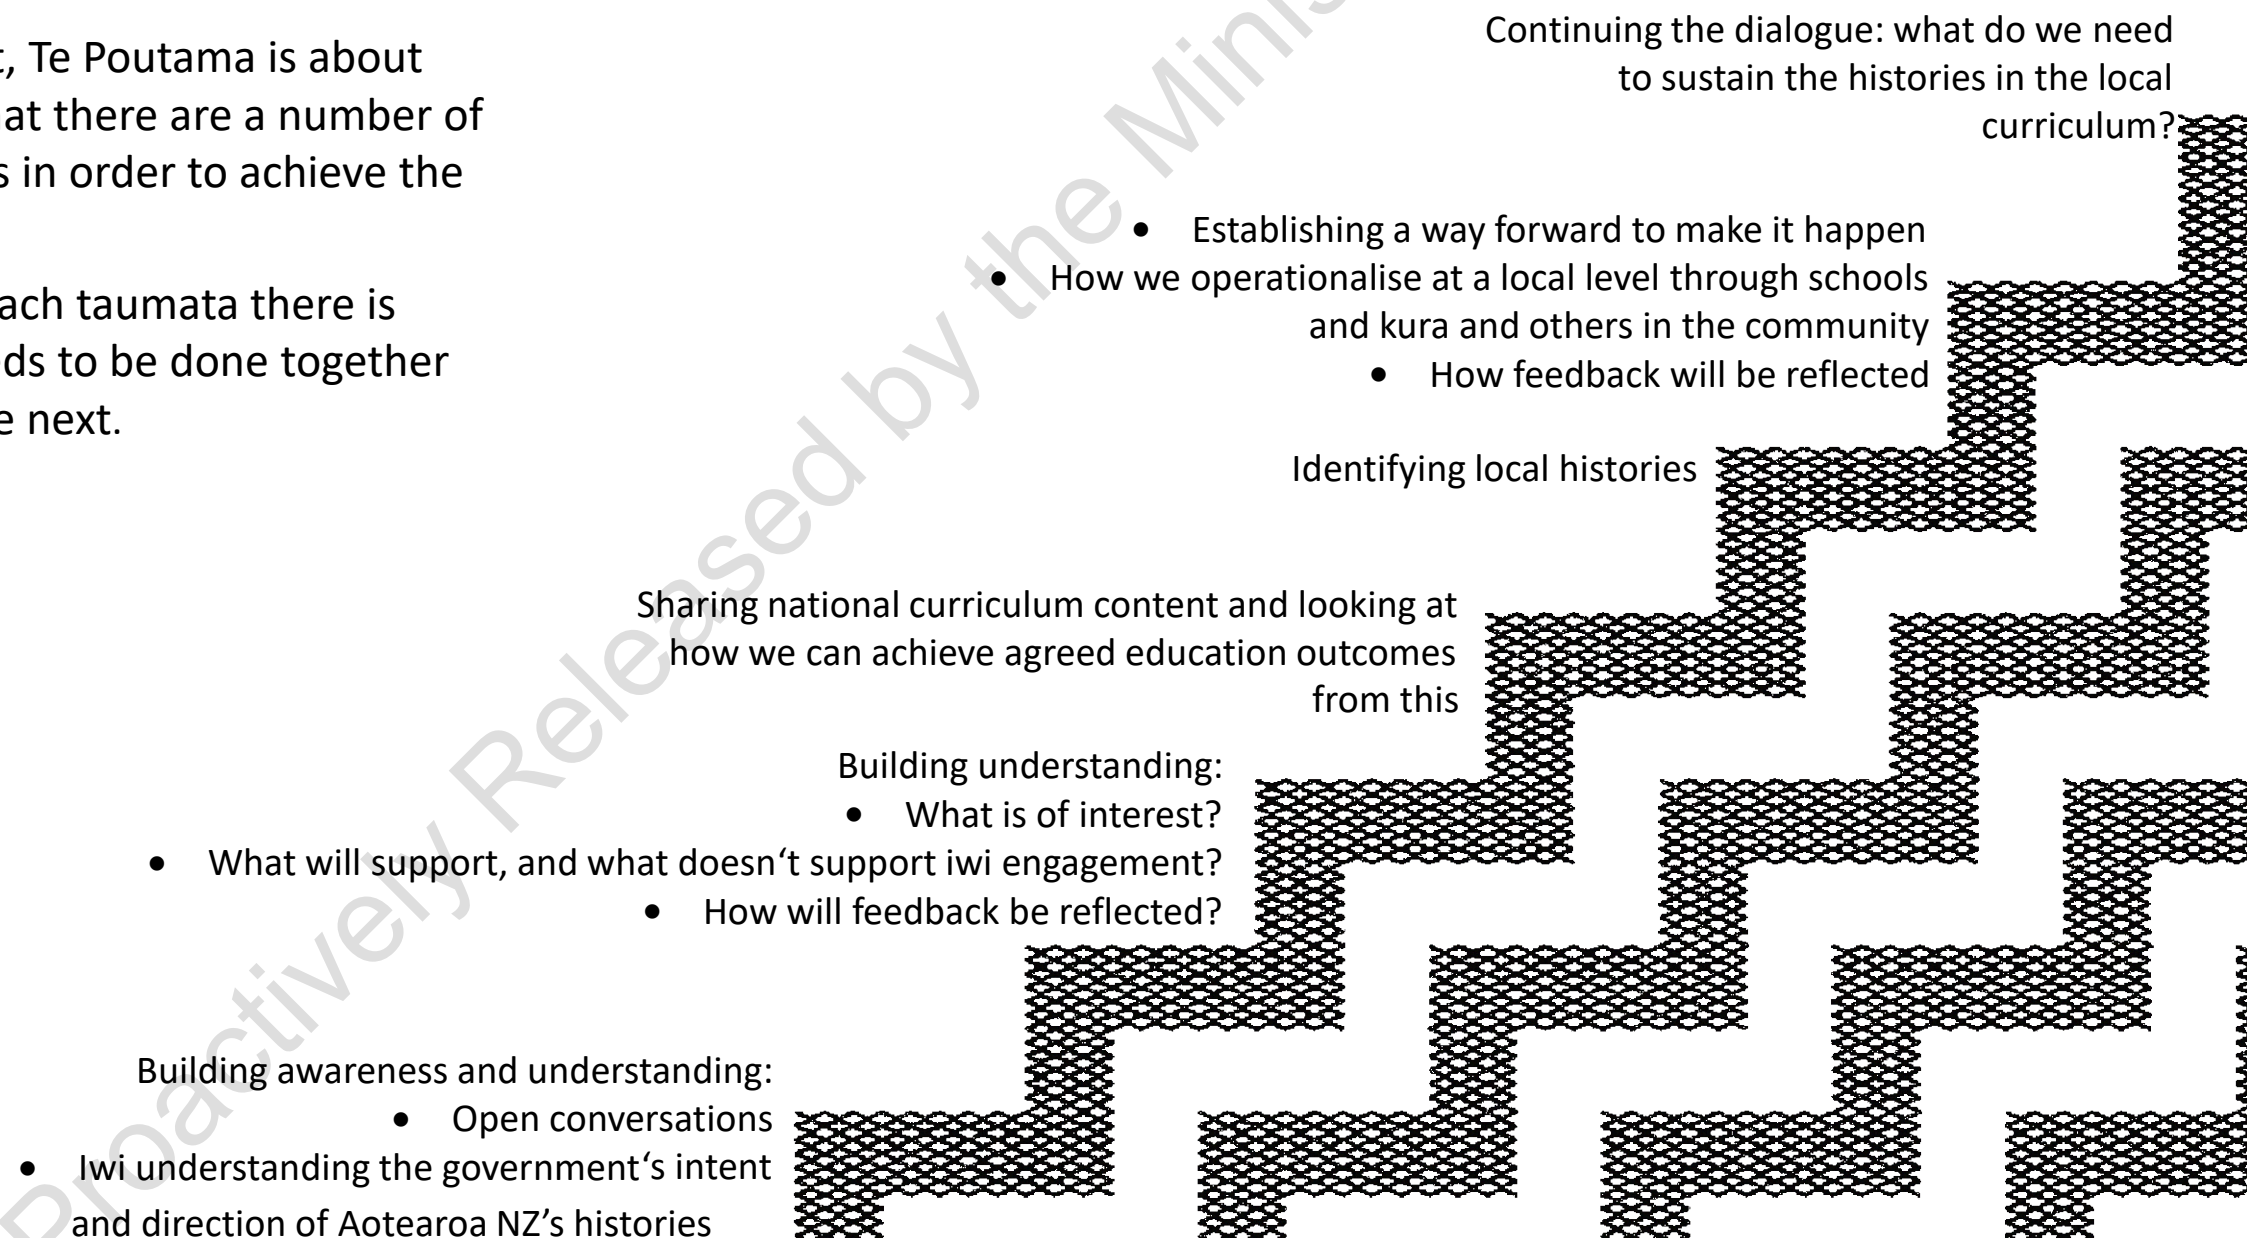 t, Te Poutama is about
at there are a number of
s in order to achieve the
ach taumata there is
ds to be done together
e next.
Continuing the dialogue: what do we need
to sustain the histories in the local
curriculum?
• Establishing a way forward to make it happen
• How we operationalise at a local level through schools
and kura and others in the community
• How feedback will be reflected
Identifying local histories
Sharing national curriculum content and looking at
how we can achieve agreed education outcomes
from this
Building understanding:
• What is of interest?
• What will support, and what doesn‘t support iwi engagement?
• How will feedback be reflected?
Building awareness and understanding:
• Open conversations
• Iwi understanding the government‘s intent
and direction of Aotearoa NZ’s histories
Proactively Released by the Minis